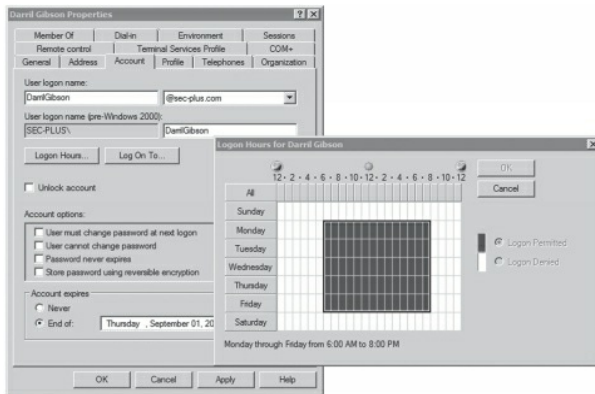 Darril Gibson Properties
Member Of Dial-in Environment Sessions
Remote control Terminal Services Profile COM+
General Address Account Profile Telephones Organization
User logon name:
DarrilGibson @sec-plus.com
User logon name (pre-Windows 2000):
SEC-PLUS\ DarrilGibson
Logon Hours... Log On To...
Unlock account
Account options:
User must change password at next logon
User cannot change password
Password never expires
Store password using reversible encryption
Account expires
Never
End of: Thursday , September 01, 20
OK Cancel Apply Help
Logon Hours for Darril Gibson
12 · 2 · 4 · 6 · 8 · 10 · 12 · 2 · 4 · 6 · 8 · 10 · 12
All
Sunday
Monday
Tuesday
Wednesday
Thursday
Friday
Saturday
OK
Cancel
Logon Permitted
Logon Denied
Monday through Friday from 6:00 AM to 8:00 PM